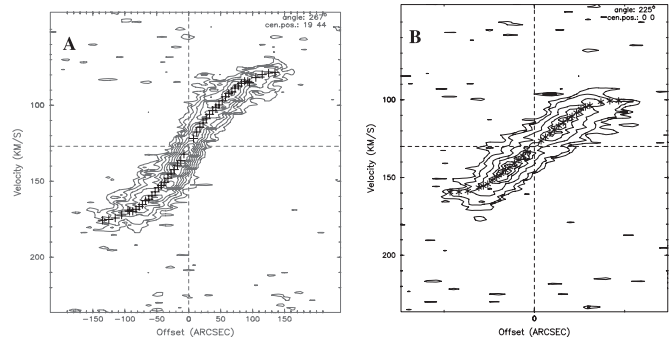 A
angle: 267°
cen.pos.: 19 44
Velocity (KM/S)
100
150
200
−150 −100 −50 0 50 100 150
Offset (ARCSEC)
B
angle: 225°
cen.pos.: 0 0
Velocity (KM/S)
100
150
200
0
Offset (ARCSEC)